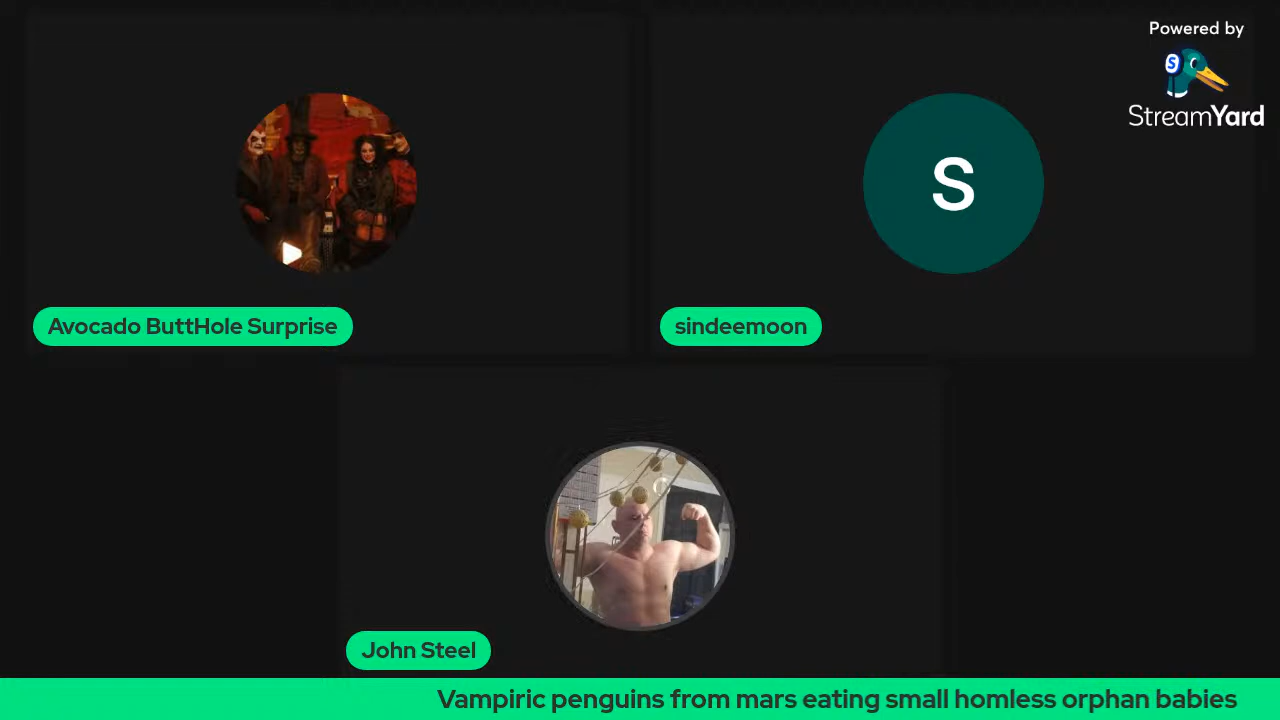 Powered by
S
StreamYard
S
Avocado ButtHole Surprise
sindeemoon
John Steel
Vampiric penguins from mars eating small homless orphan babies